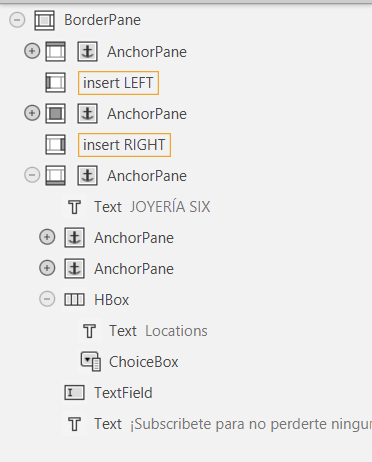 BorderPane
AnchorPane
insert LEFT
AnchorPane
insert RIGHT
AnchorPane
Text JOYERÍA SIX
AnchorPane
AnchorPane
HBox
Text Locations
ChoiceBox
TextField
Text ¡Subscribete para no perderte